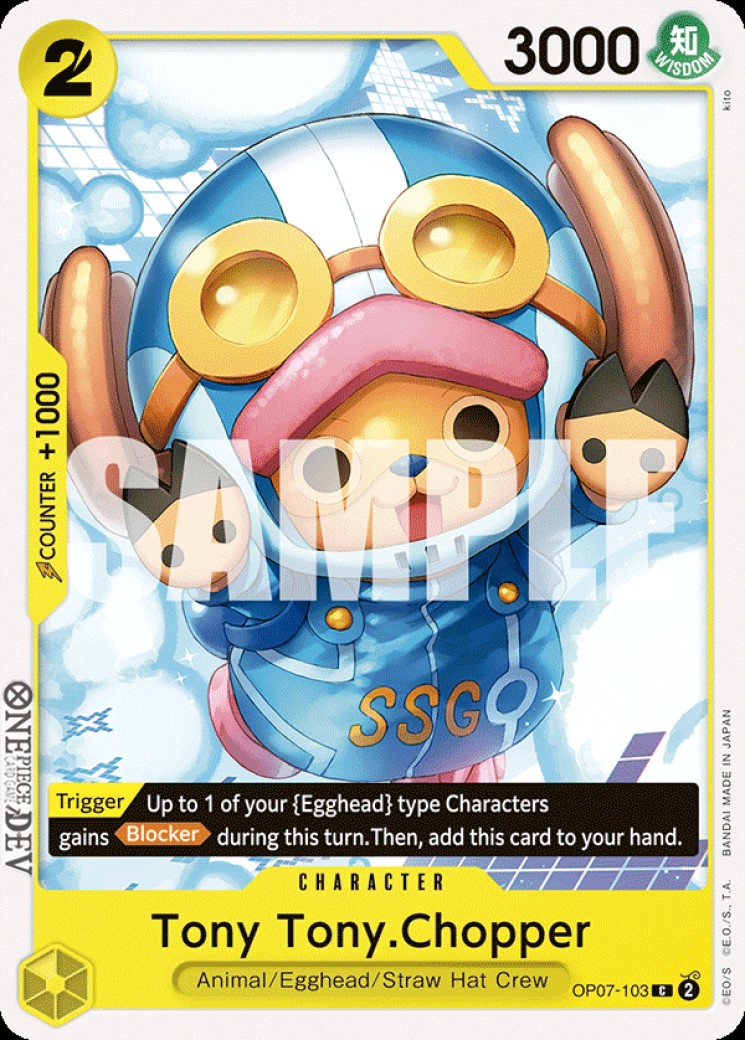 2
3000
知
WISDOM
kito
COUNTER +1000
SAMPLE
SSG
ONE PIECE
CARD GAME
/DEV
Trigger Up to 1 of your {Egghead} type Characters
gains Blocker during this turn.Then, add this card to your hand.
BANDAI MADE IN JAPAN
©E.O./S., T.A.
©EO/S
CHARACTER
Tony Tony.Chopper
Animal/Egghead/Straw Hat Crew
OP07-103 C 2